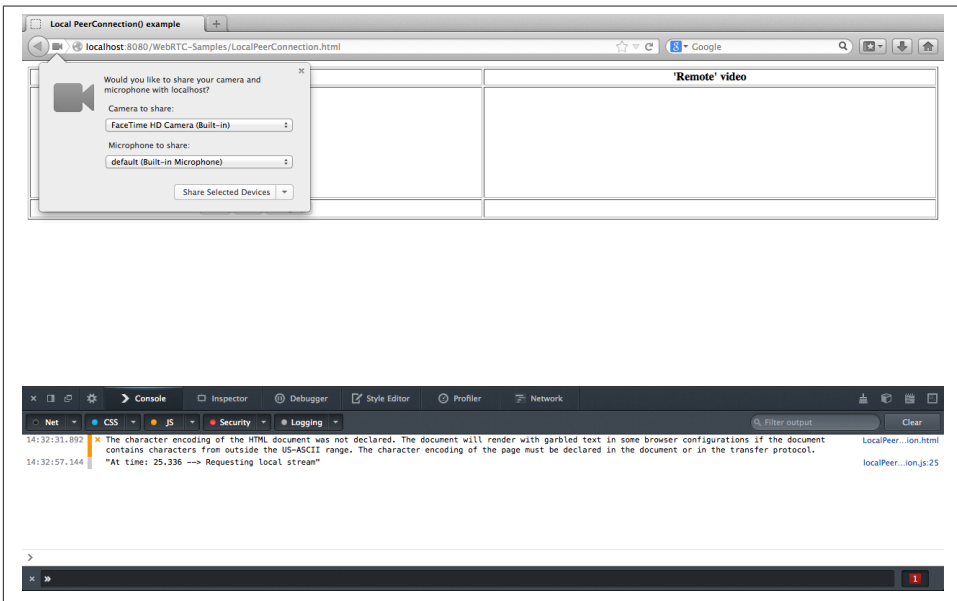 Local PeerConnection() example
localhost:8080/WebRTC-Samples/LocalPeerConnection.html
Google
Would you like to share your camera and
microphone with localhost?
Camera to share:
FaceTime HD Camera (Built-in)
Microphone to share:
default (Built-in Microphone)
Share Selected Devices
'Remote' video
Console
Inspector
Debugger
Style Editor
Profiler
Network
Net
CSS
JS
Security
Logging
Filter output
Clear
14:32:31.892 The character encoding of the HTML document was not declared. The document will render with garbled text in some browser configurations if the document LocalPeer...ion.html
contains characters from outside the US-ASCII range. The character encoding of the page must be declared in the document or in the transfer protocol.
14:32:57.144 "At time: 25.336 --> Requesting local stream" localPeer...ion.js:25
1